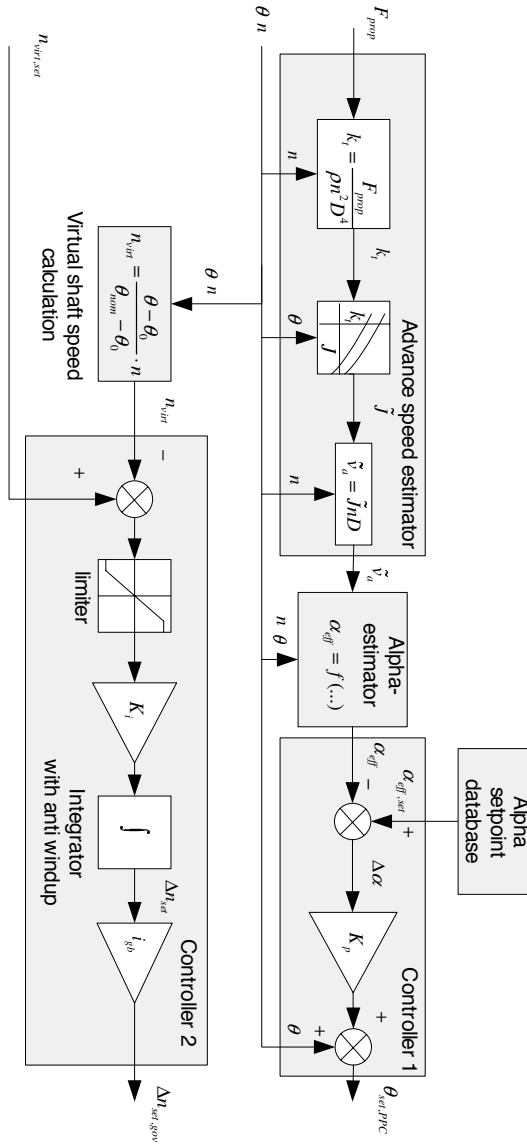 Alpha
setpoint
database
F_prop
k_t = F_prop / ρn²D⁴
n
k_t
k_t
J
θ
J̃
ṽ_a = J̃nD
n
Advance speed estimator
ṽ_a
Alpha-
estimator
α_eff = f(...)
n θ
α_eff
−
α_eff,set
+
Δα
K_p
+
+
θ
Controller 1
θ_set,PPC
θ n
θ n
n_virt = (θ − θ_0) / (θ_nom − θ_0) · n
Virtual shaft speed
calculation
n_virt
−
+
n_virt,set
limiter
K_i
∫
Integrator
with anti windup
Δn_set
i_gb
Controller 2
Δn_set,gov